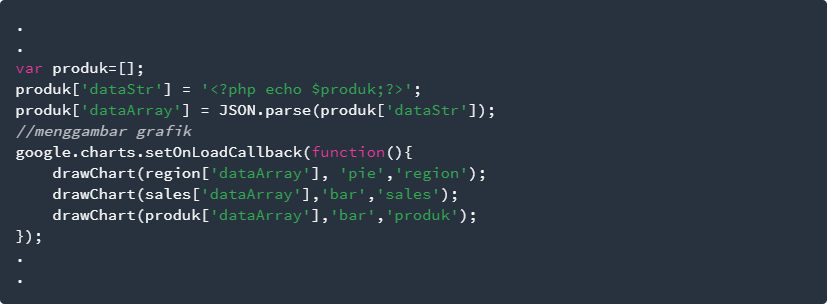 .
.
var produk=[];
produk['dataStr'] = '<?php echo $produk;?>';
produk['dataArray'] = JSON.parse(produk['dataStr']);
//menggambar grafik
google.charts.setOnLoadCallback(function(){
    drawChart(region['dataArray'], 'pie','region');
    drawChart(sales['dataArray'],'bar','sales');
    drawChart(produk['dataArray'],'bar','produk');
});
.
.